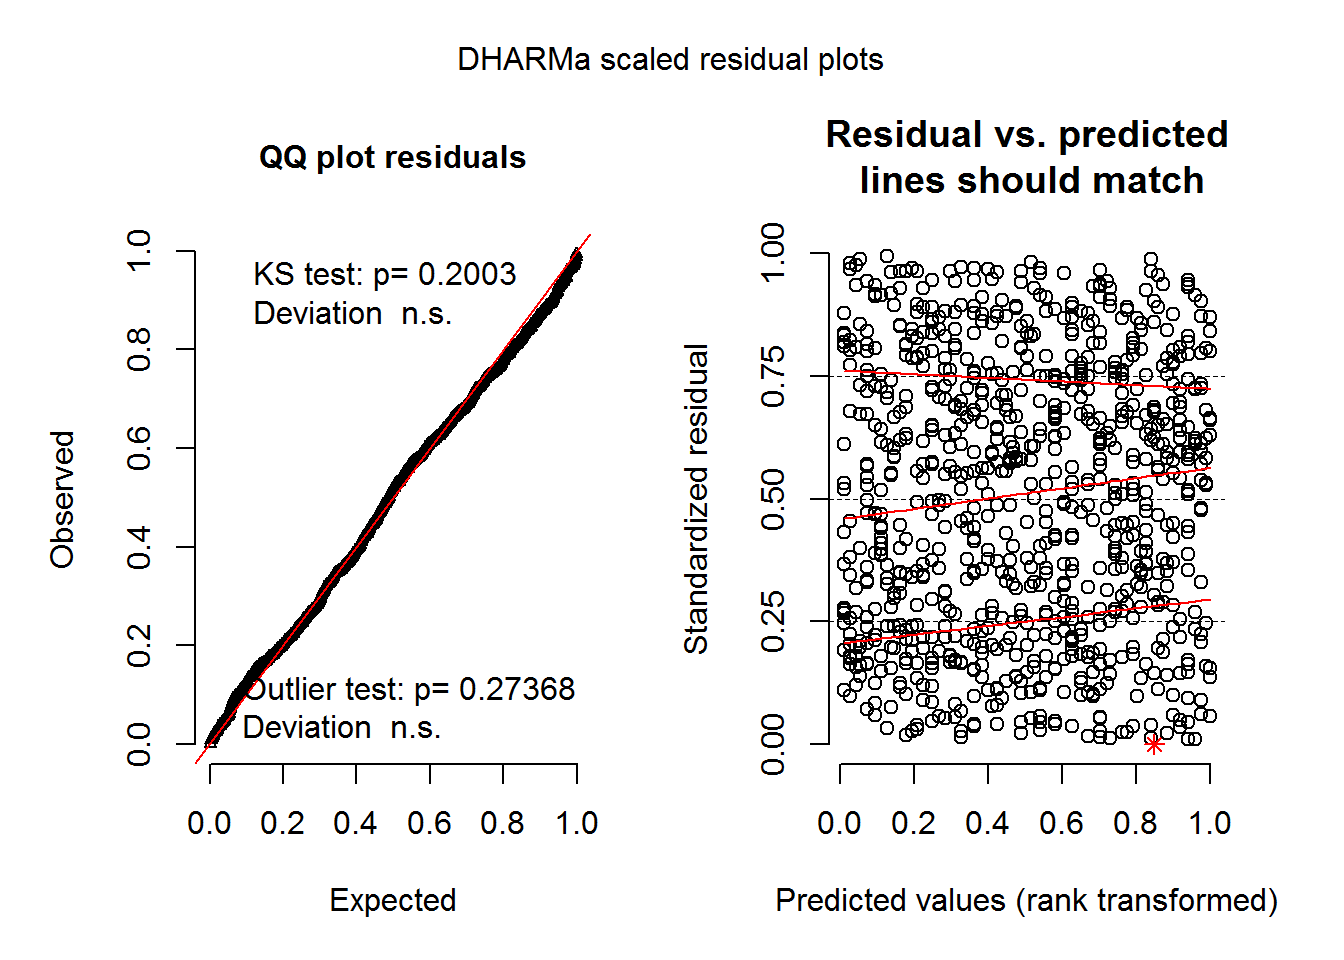 DHARMa scaled residual plots
QQ plot residuals
KS test: p= 0.2003
Deviation  n.s.
Outlier test: p= 0.27368
Deviation  n.s.
Observed
0.0 0.2 0.4 0.6 0.8 1.0
0.0 0.2 0.4 0.6 0.8 1.0
Expected
Residual vs. predicted
lines should match
Standardized residual
0.00 0.25 0.50 0.75 1.00
0.0 0.2 0.4 0.6 0.8 1.0
Predicted values (rank transformed)